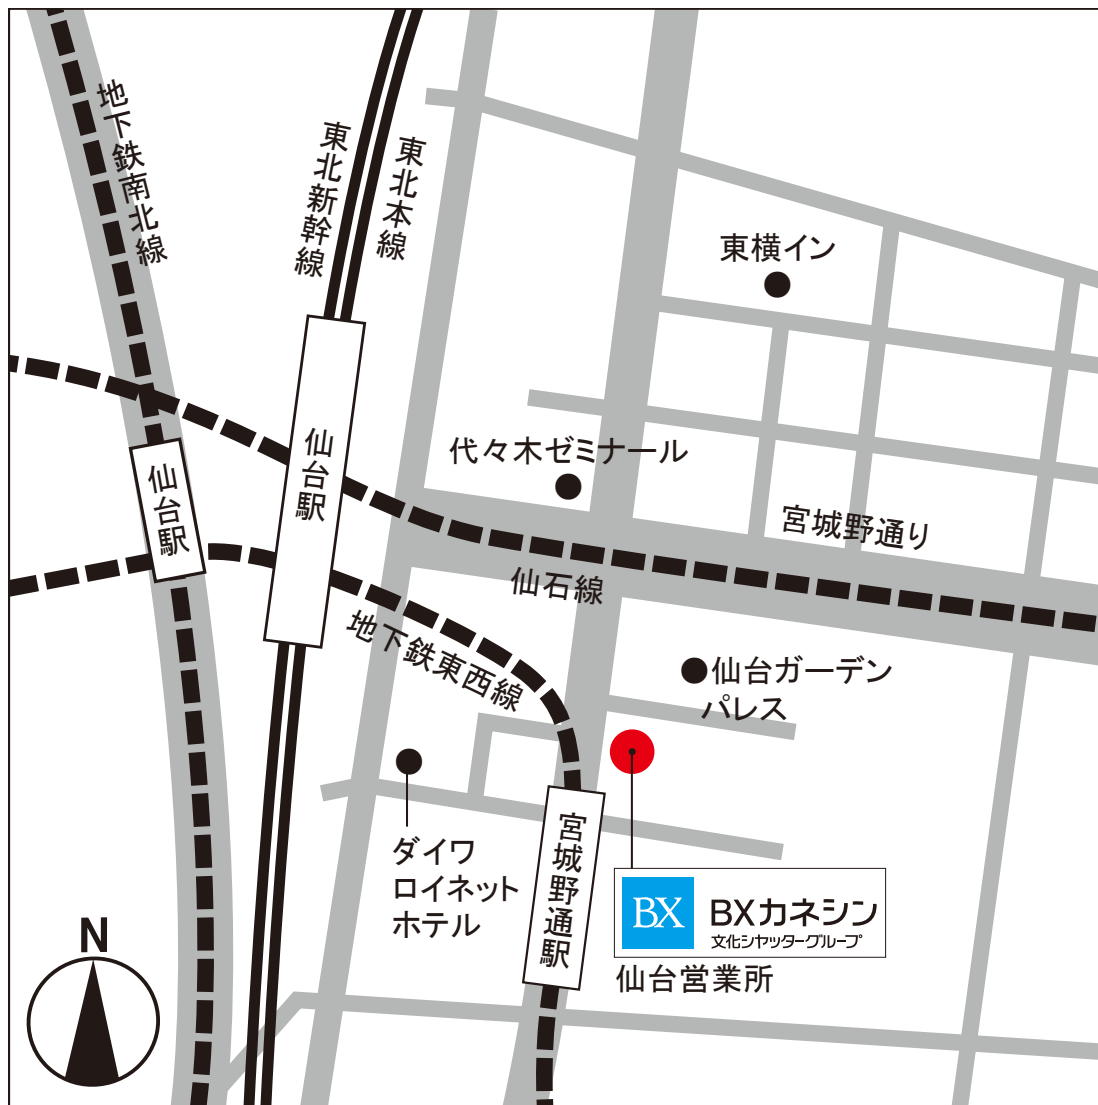 地下鉄南北線
東北新幹線
東北本線
東横イン
仙台駅
仙台駅
代々木ゼミナール
宮城野通り
仙石線
地下鉄東西線
仙台ガーデン
パレス
ダイワ
ロイネット
ホテル
宮城野通駅
BX
BXカネシン
文化シヤッターグループ
仙台営業所
N